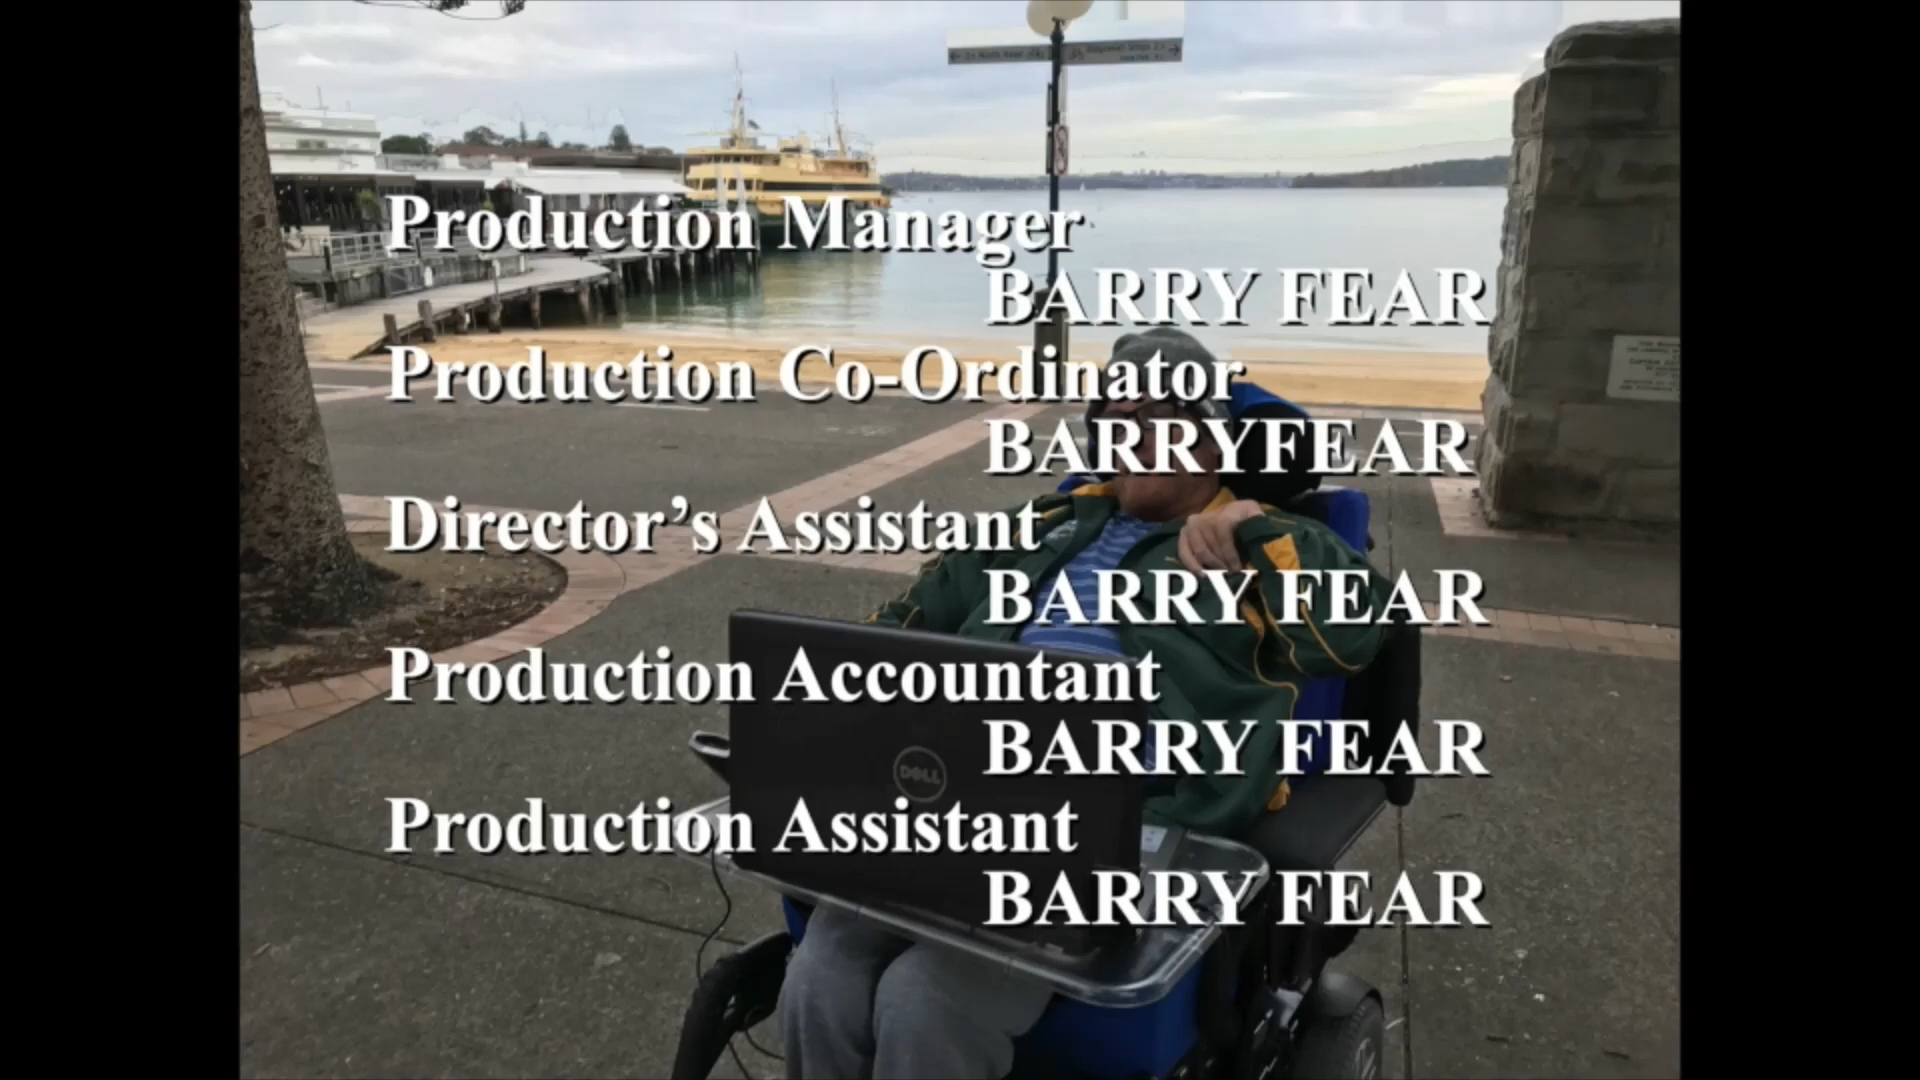 Production Manager
BARRY FEAR
Production Co-Ordinator
BARRYFEAR
Director’s Assistant
BARRY FEAR
Production Accountant
BARRY FEAR
Production Assistant
BARRY FEAR
DELL